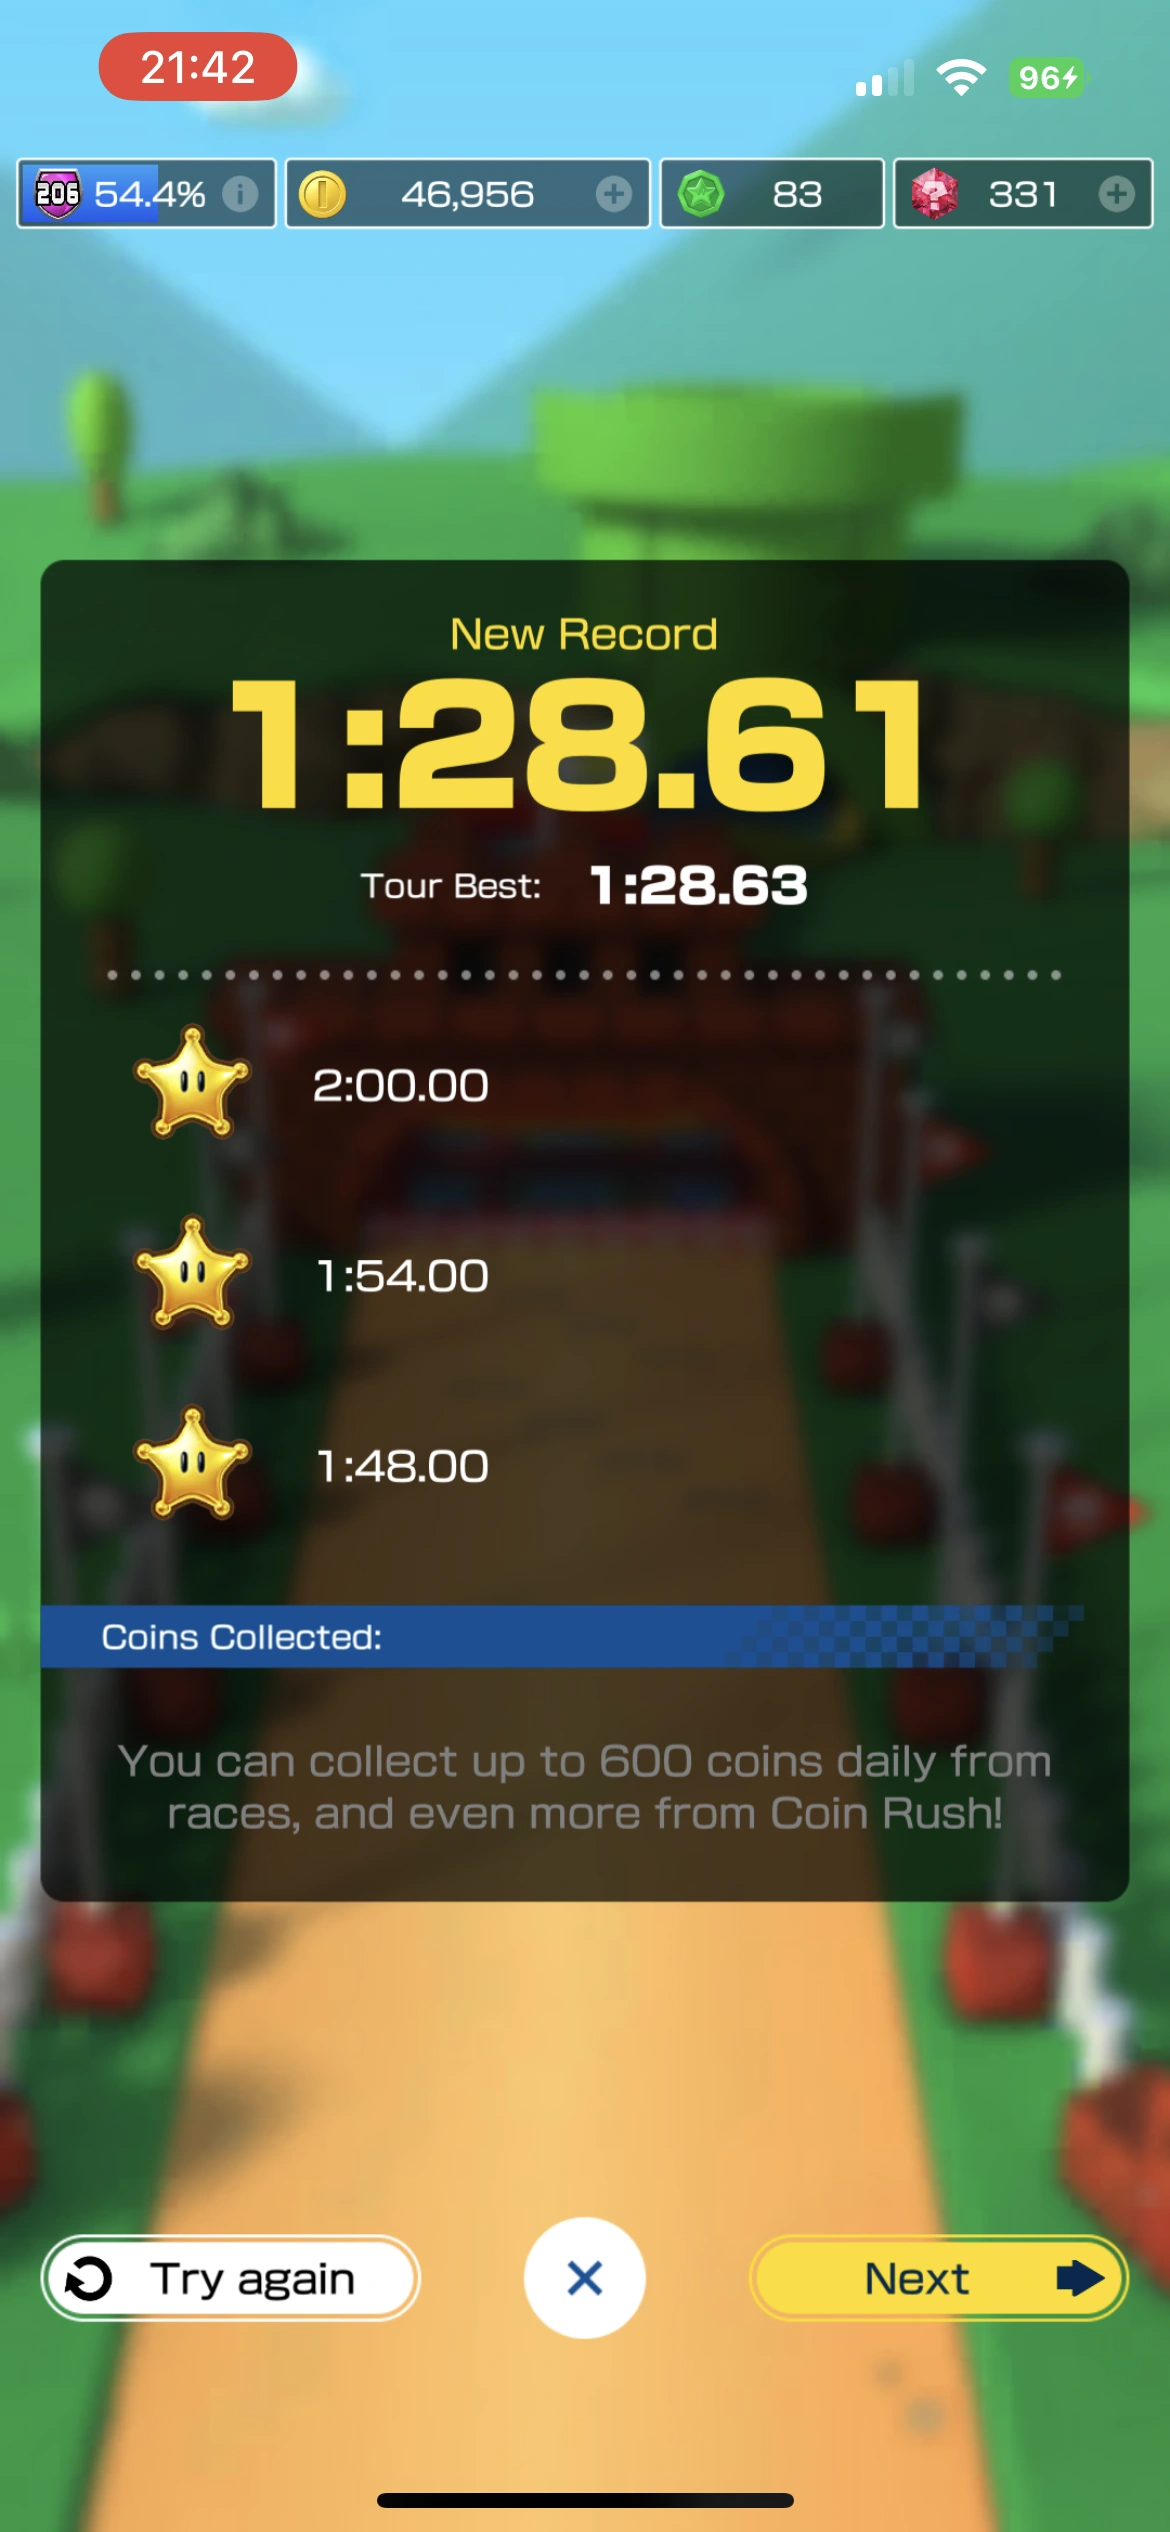 21:42
96
206 54.4% i 46,956 + 83 331 +
New Record
1:28.61
Tour Best: 1:28.63
2:00.00
1:54.00
1:48.00
Coins Collected:
You can collect up to 600 coins daily from
races, and even more from Coin Rush!
Try again
Next